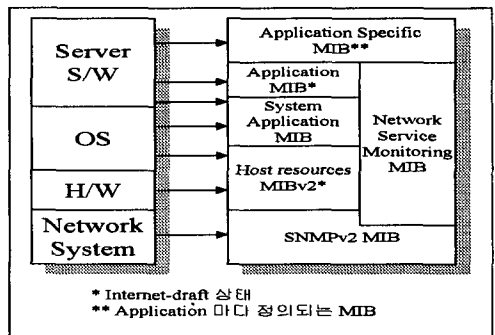 Server
S/W
OS
H/W
Network
System
Application Specific
MIB**
Application
MIB*
System
Application
MIB
Host resources
MIBv2*
Network
Service
Monitoring
MIB
SNMPv2 MIB
* Internet-draft 상태
** Application 마다 정의되는 MIB